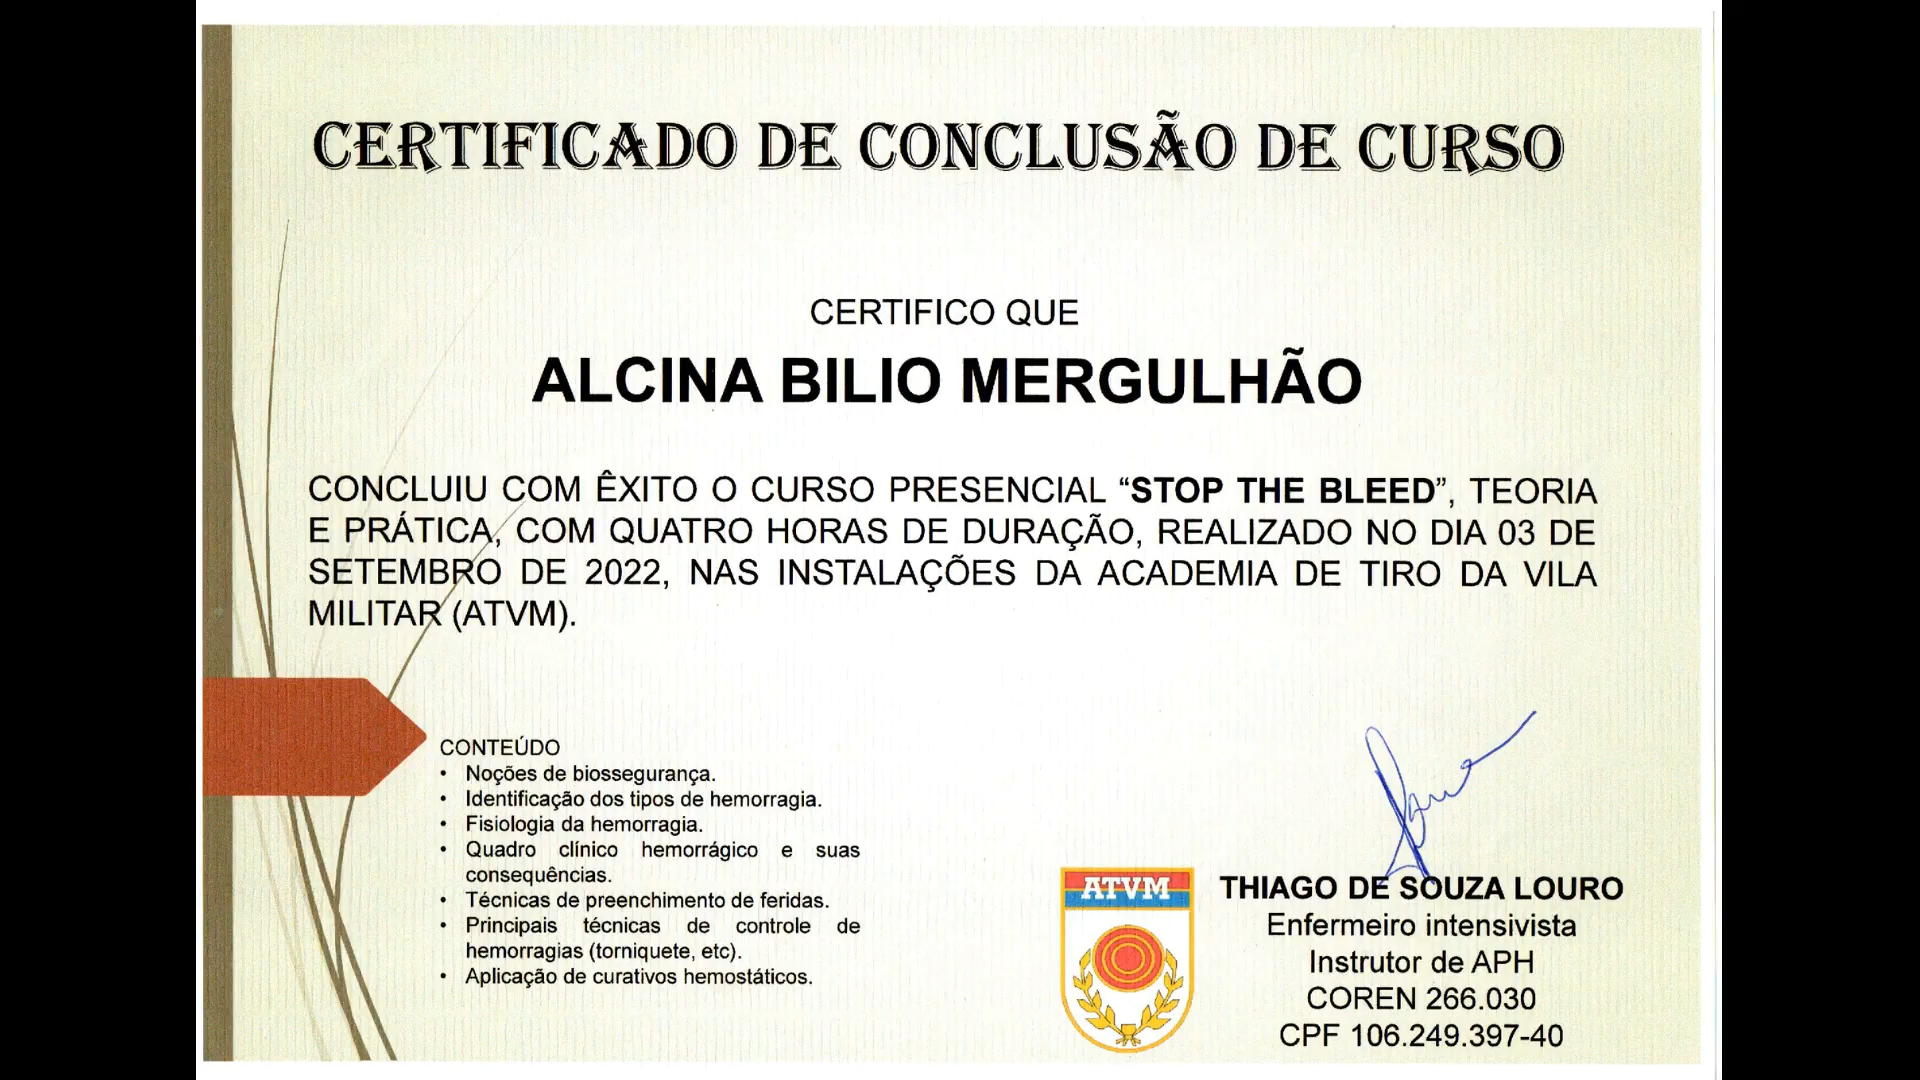 CERTIFICADO DE CONCLUSÃO DE CURSO
CERTIFICO QUE
ALCINA BILIO MERGULHÃO
CONCLUIU COM ÊXITO O CURSO PRESENCIAL “STOP THE BLEED”, TEORIA
E PRÁTICA, COM QUATRO HORAS DE DURAÇÃO, REALIZADO NO DIA 03 DE
SETEMBRO DE 2022, NAS INSTALAÇÕES DA ACADEMIA DE TIRO DA VILA
MILITAR (ATVM).
CONTEÚDO
• Noções de biossegurança.
• Identificação dos tipos de hemorragia.
• Fisiologia da hemorragia.
• Quadro clínico hemorrágico e suas
consequências.
• Técnicas de preenchimento de feridas.
• Principais técnicas de controle de
hemorragias (torniquete, etc).
• Aplicação de curativos hemostáticos.
ATVM
THIAGO DE SOUZA LOURO
Enfermeiro intensivista
Instrutor de APH
COREN 266.030
CPF 106.249.397-40